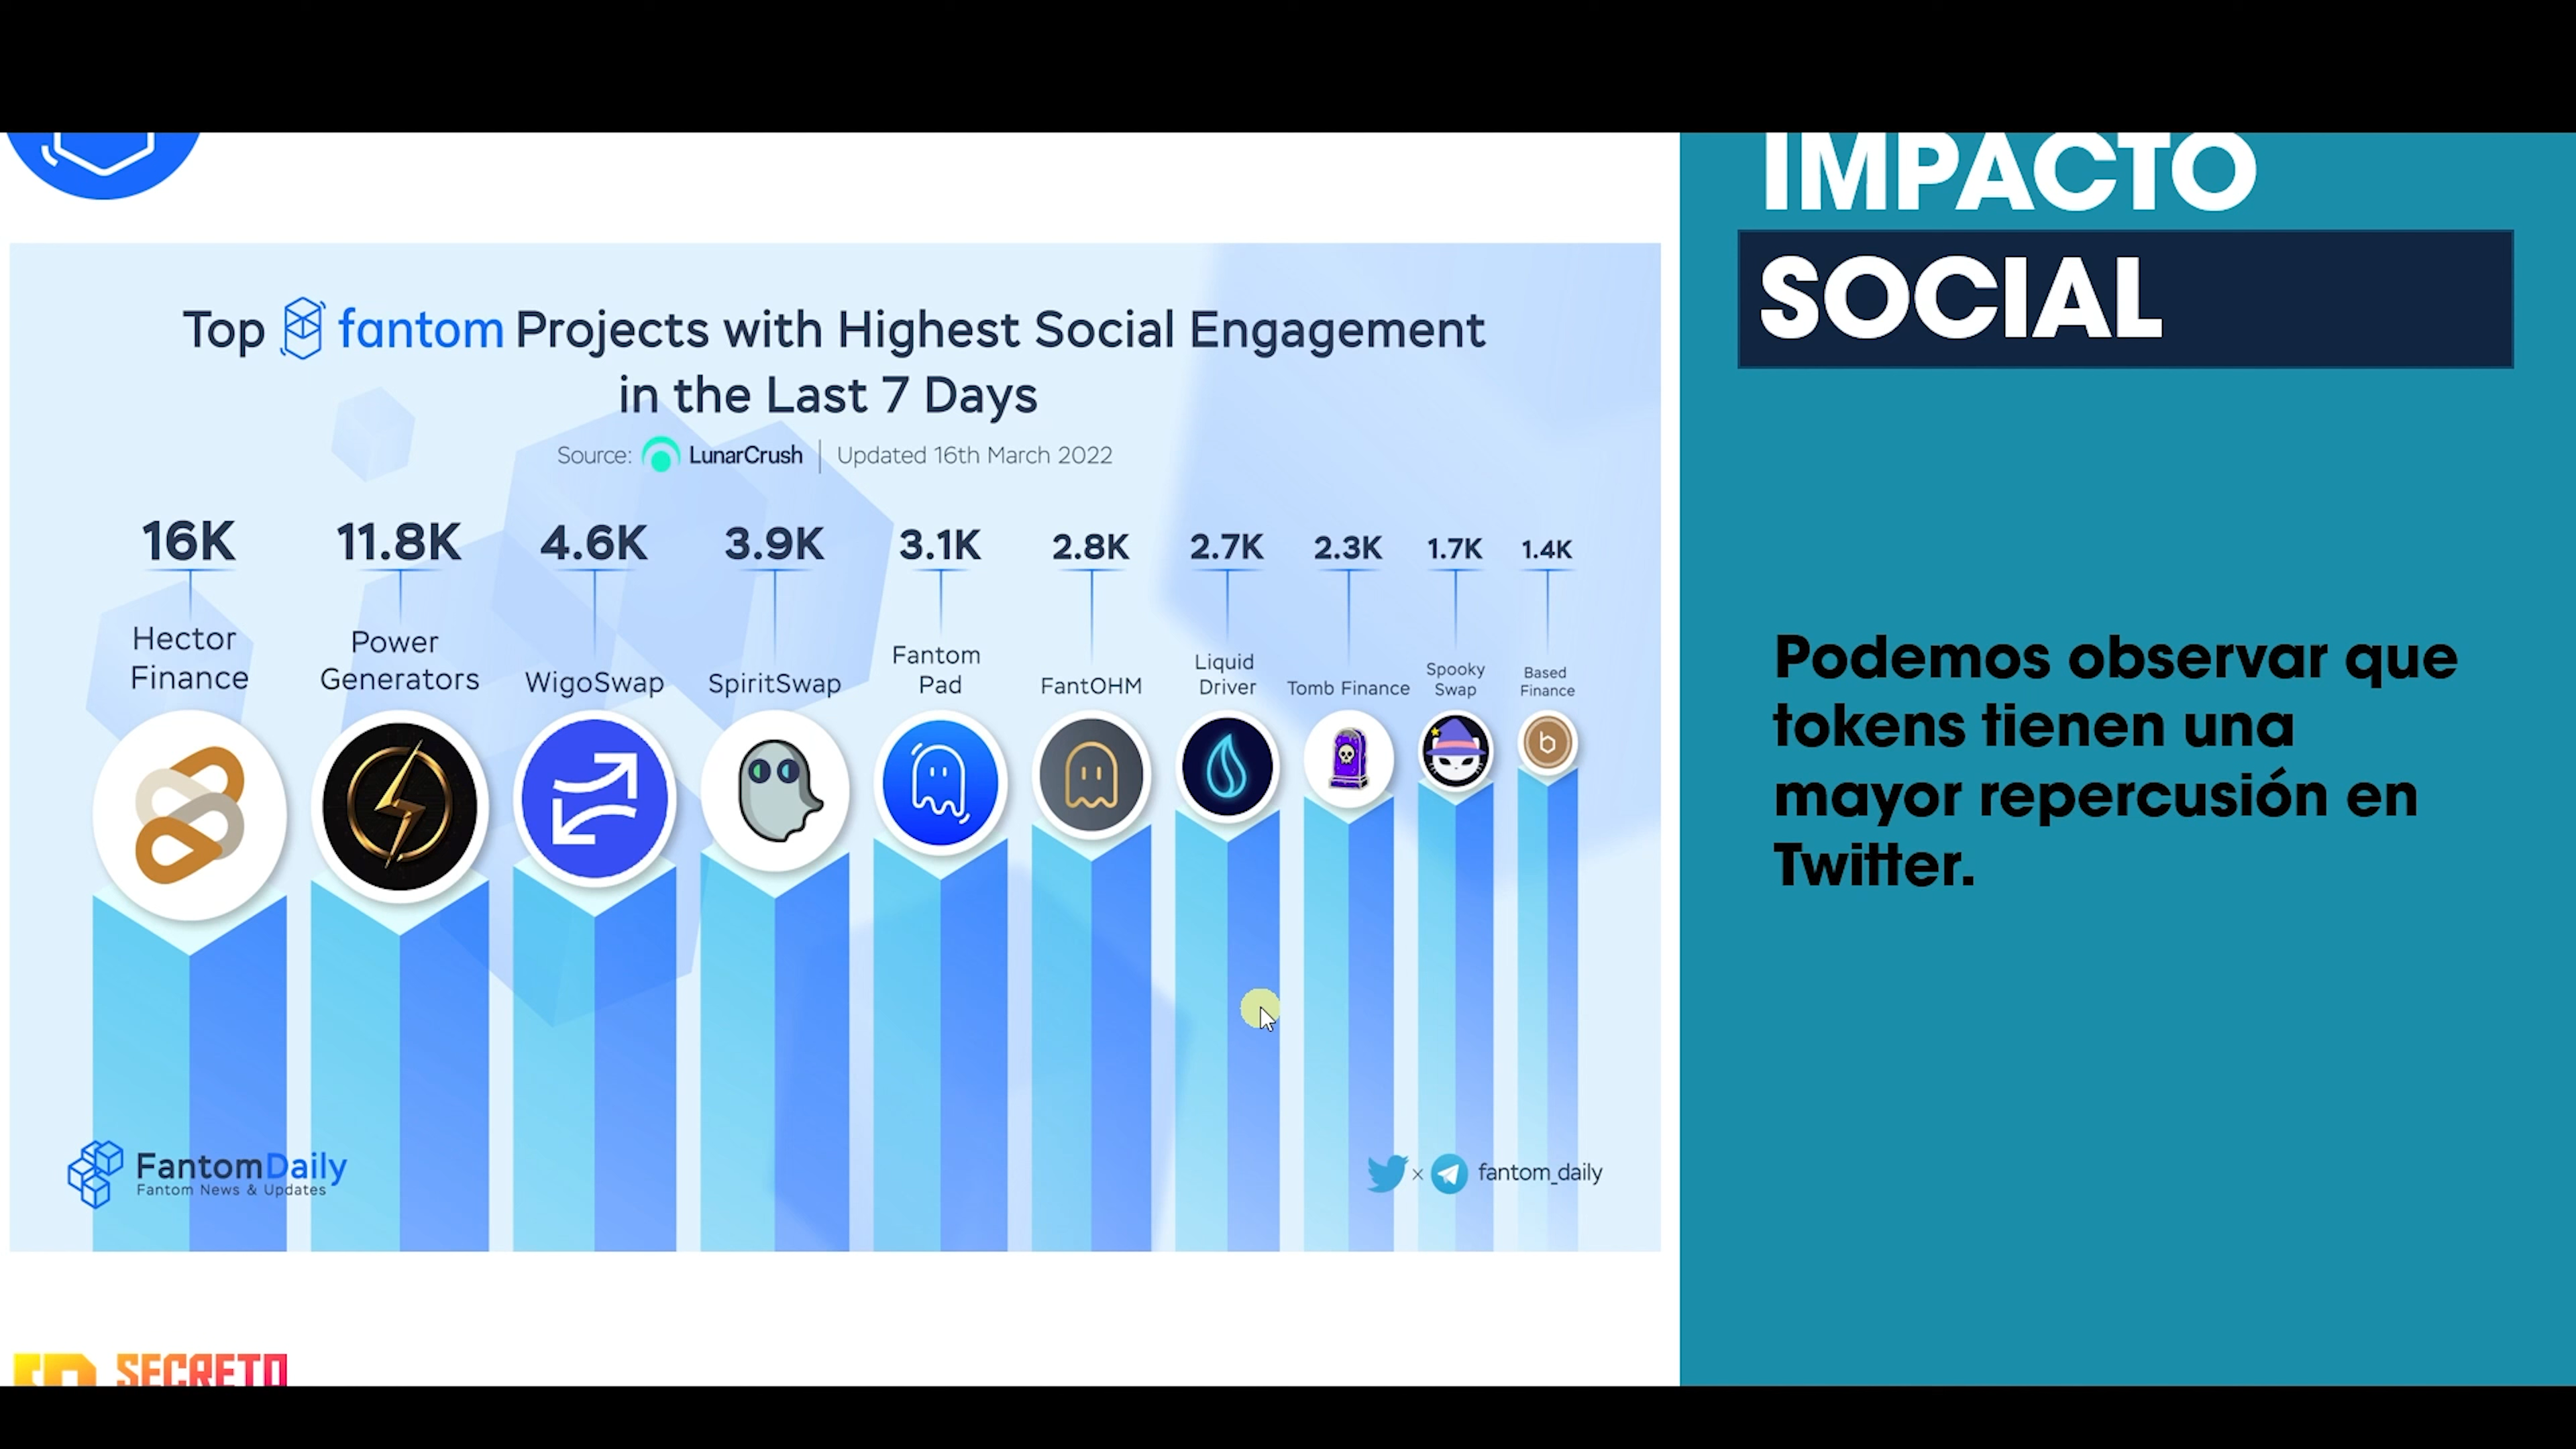 IMPACTO
SOCIAL
Top fantom Projects with Highest Social Engagement
in the Last 7 Days
Source: LunarCrush | Updated 16th March 2022
16K
11.8K
4.6K
3.9K
3.1K
2.8K
2.7K
2.3K
1.7K
1.4K
Hector
Finance
Power
Generators
WigoSwap
SpiritSwap
Fantom
Pad
FantOHM
Liquid
Driver
Tomb Finance
Spooky
Swap
Based
Finance
b
Podemos observar que
tokens tienen una
mayor repercusión en
Twitter.
FantomDaily
Fantom News & Updates
x fantom_daily
SECRETO